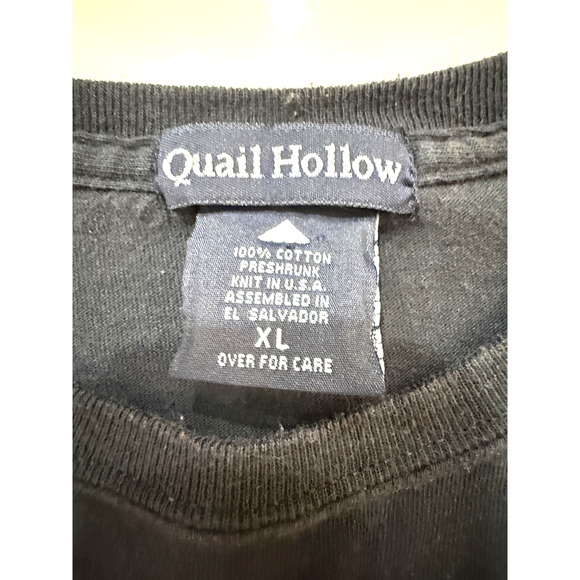 Quail Hollow
100% COTTON
PRESHRUNK
KNIT IN U.S.A.
ASSEMBLED IN
EL SALVADOR
XL
OVER FOR CARE